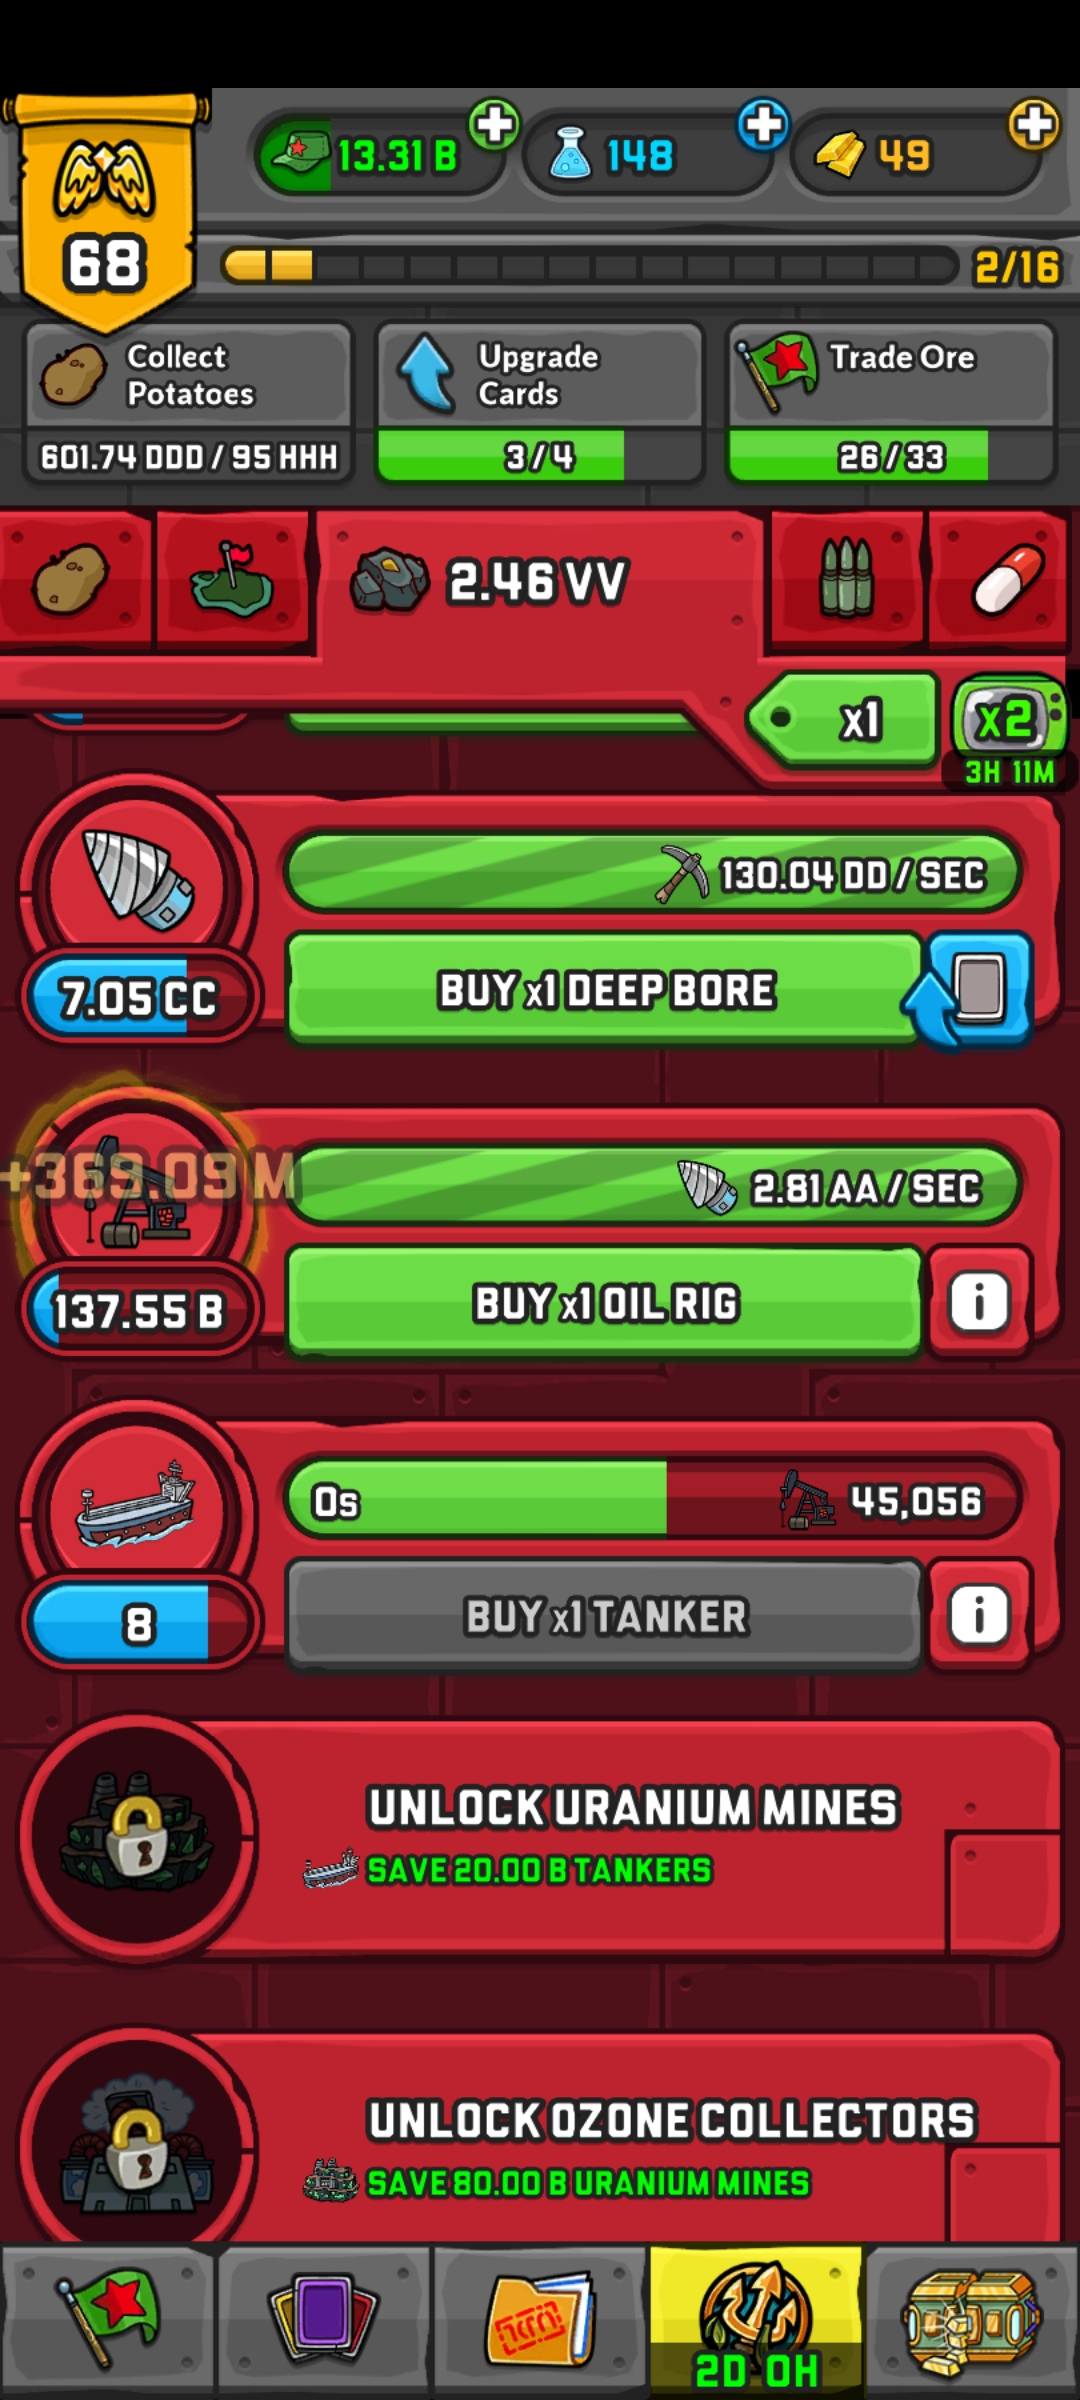 13.31 B
148
49
68
2/16
Collect
Potatoes
Upgrade
Cards
Trade Ore
601.74 DDD / 95 HHH
3/4
26/33
2.46 VV
x1
x2
3H 11M
130.04 DD / SEC
7.05 CC
BUY x1 DEEP BORE
+369.09 M
2.81 AA / SEC
137.55 B
BUY x1 OIL RIG
0s
45,056
8
BUY x1 TANKER
UNLOCK URANIUM MINES
SAVE 20.00 B TANKERS
UNLOCK OZONE COLLECTORS
SAVE 80.00 B URANIUM MINES
2D 0H